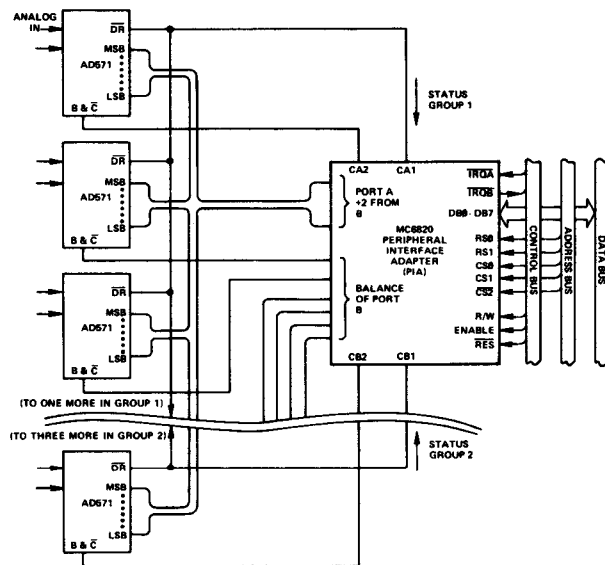 ANALOG
IN
DR
MSB
AD571
LSB
B & C
DR
MSB
AD571
LSB
B & C
DR
MSB
AD571
LSB
B & C
(TO ONE MORE IN GROUP 1)
(TO THREE MORE IN GROUP 2)
DR
MSB
AD571
LSB
B & C
STATUS
GROUP 1
CA2 CA1
PORT A
+2 FROM
B
MC6820
PERIPHERAL
INTERFACE
ADAPTER
(PIA)
BALANCE
OF PORT
B
CB2 CB1
IRQA
IRQB
DB0-DB7
RS0
RS1
CS0
CS1
CS2
R/W
ENABLE
RES
CONTROL BUS
ADDRESS BUS
DATA BUS
STATUS
GROUP 2